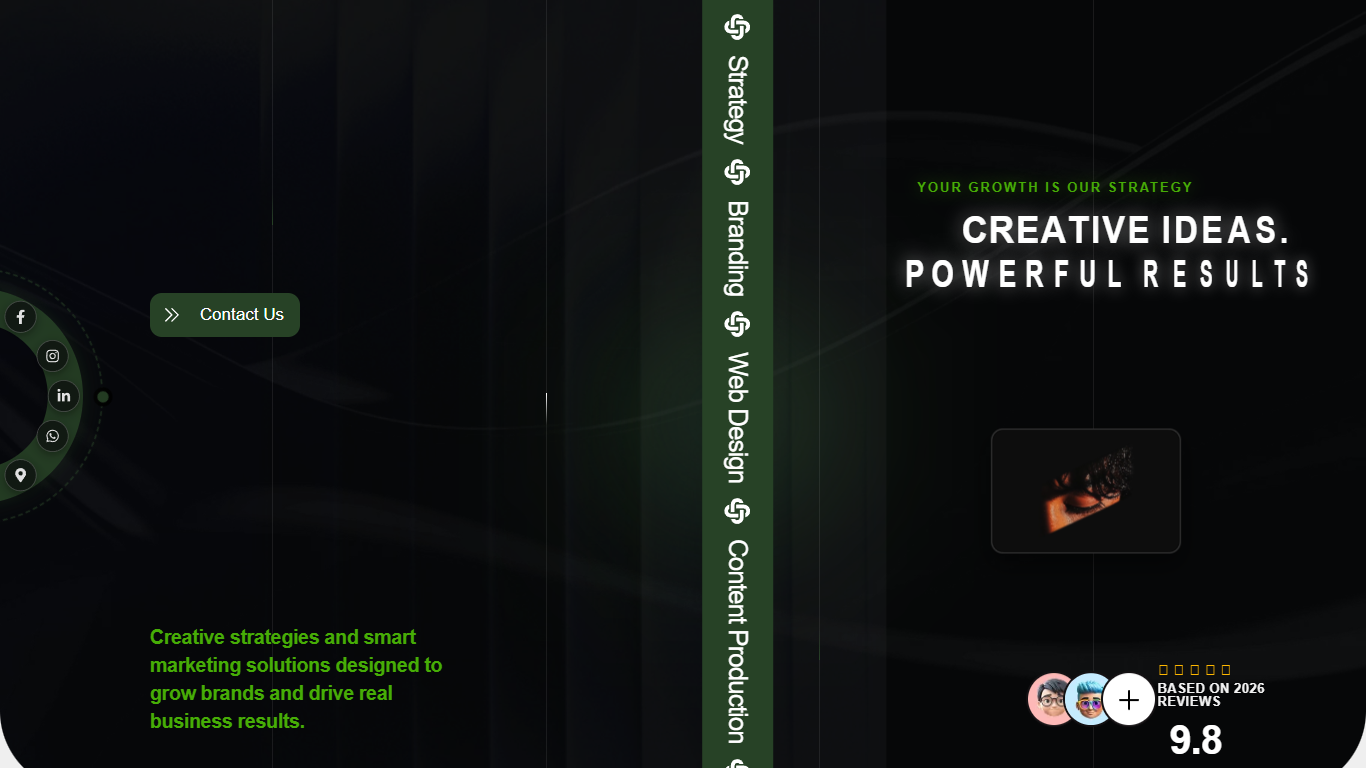 Contact Us
Creative strategies and smart
marketing solutions designed to
grow brands and drive real
business results.
Strategy
Branding
Web Design
Content Production
YOUR GROWTH IS OUR STRATEGY
CREATIVE IDEAS.
POWERFUL RESULTS
BASED ON 2026
REVIEWS
9.8